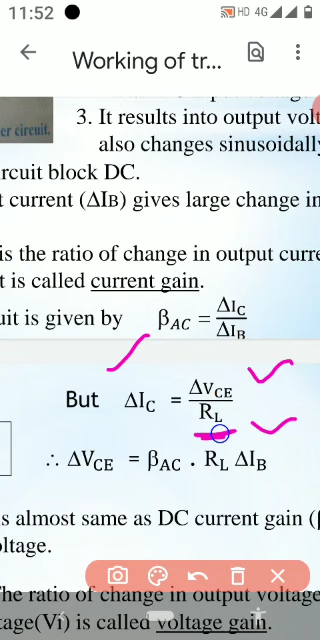 11:52 HD 4G
Working of tr...
er circuit.
3. It results into output volt
also changes sinusoidally
rcuit block DC.
t current (ΔIB) gives large change in
is the ratio of change in output curre
t is called current gain.
uit is given by βAC = ΔIC/ΔIB
But ΔIC = ΔVCE/RL
∴ ΔVCE = βAC . RL ΔIB
s almost same as DC current gain (
oltage.
he ratio of change in output voltage
tage(Vi) is called voltage gain.